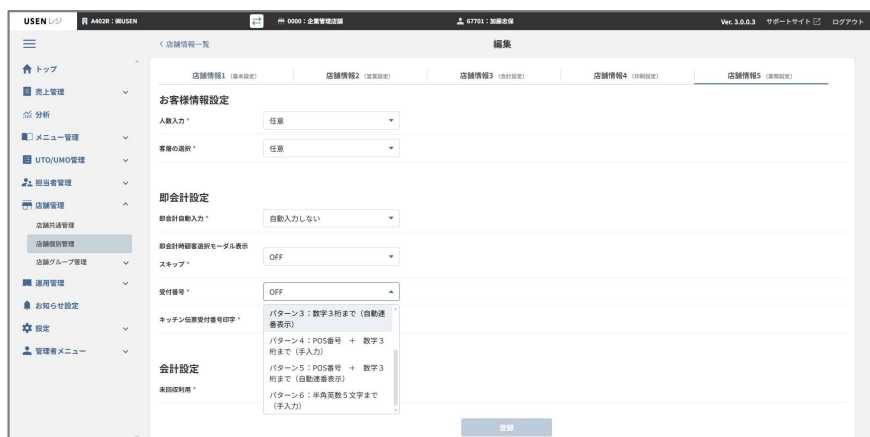 USEN レジ
A402R：㈱USEN
0000：企業管理店舗
67701：加藤志保
Ver. 3.0.0.3
サポートサイト
ログアウト
< 店舗情報一覧
編集
トップ
売上管理
分析
メニュー管理
UTO/UMO管理
担当者管理
店舗管理
店舗共通管理
店舗個別管理
店舗グループ管理
運用管理
お知らせ設定
設定
管理者メニュー
店舗情報1 (基本設定)
店舗情報2 (営業設定)
店舗情報3 (会計設定)
店舗情報4 (印刷設定)
店舗情報5 (業務設定)
お客様情報設定
人数入力 *
任意
客層の選択 *
任意
即会計設定
即会計自動入力 *
自動入力しない
即会計時顧客選択モーダル表示
スキップ *
OFF
受付番号 *
OFF
パターン３：数字３桁まで（自動連
番表示）
キッチン伝票受付番号印字 *
パターン４：POS番号　＋　数字３
桁まで（手入力）
パターン５：POS番号　＋　数字３
桁まで（自動連番表示）
パターン６：半角英数５文字まで
（手入力）
会計設定
未回収利用 *
登録